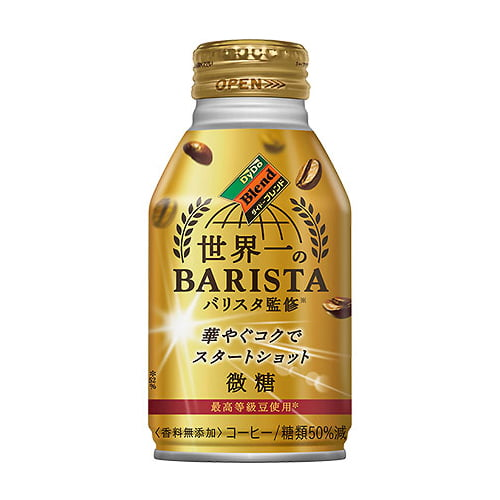 OPEN
DyDo
Blend
ダイドーブレンド
世界一の
BARISTA
バリスタ監修※
華やぐコクで
スタートショット
微糖
最高等級豆使用※
〈香料無添加〉コーヒー/糖類50%減